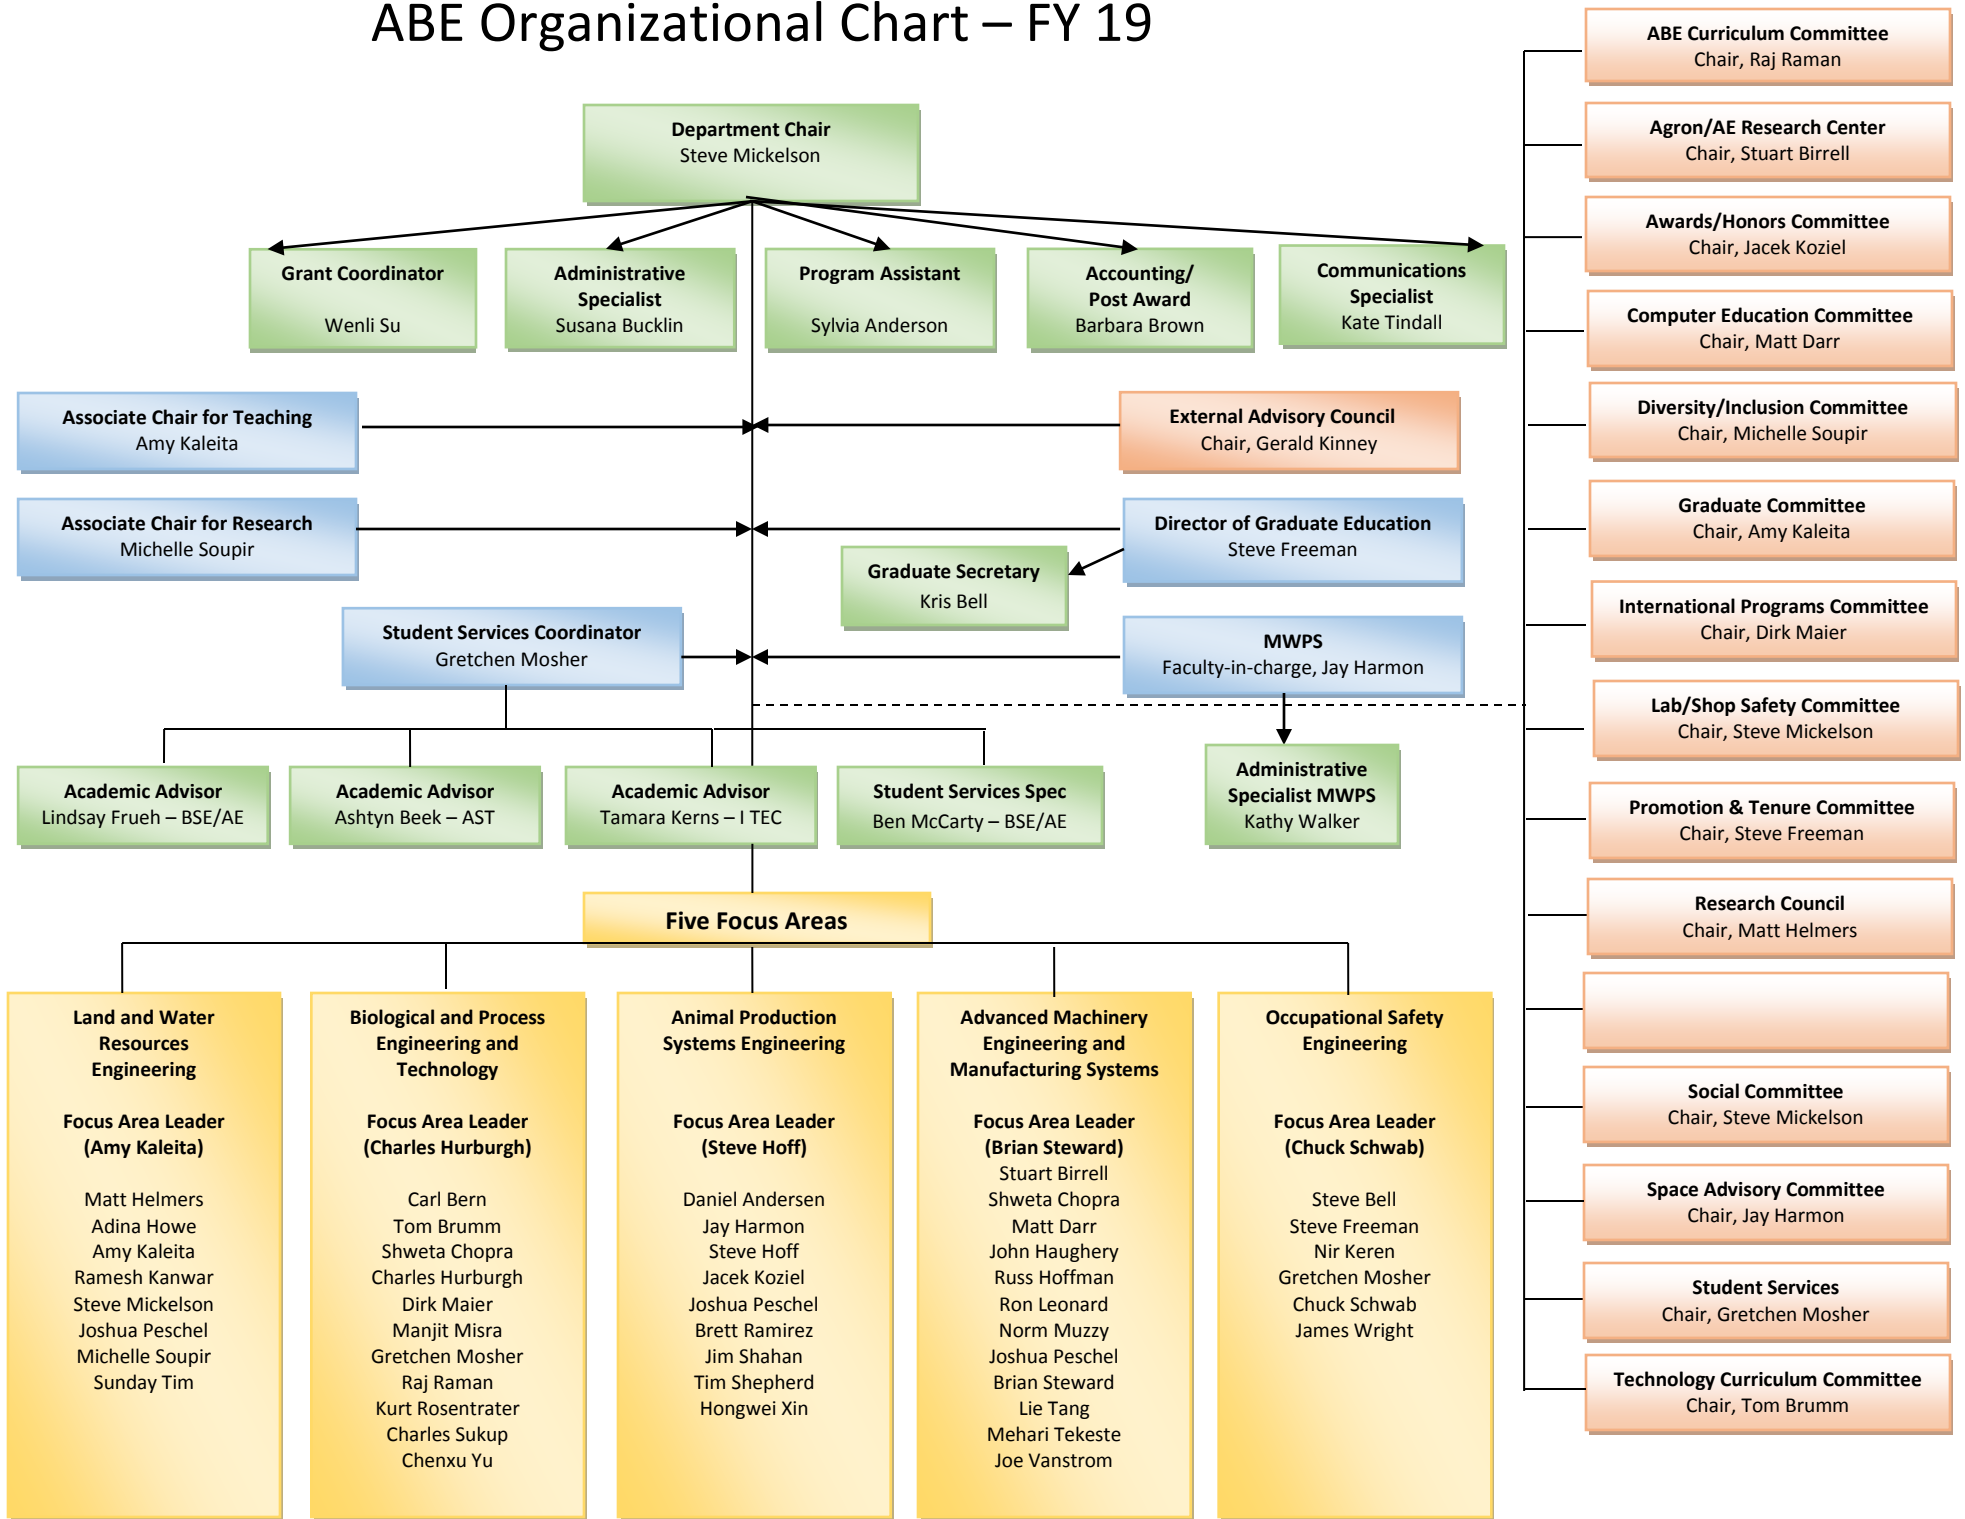 ABE Organizational Chart – FY 19
Department Chair
Steve Mickelson
Grant Coordinator
Wenli Su
Administrative
Specialist
Susana Bucklin
Program Assistant
Sylvia Anderson
Accounting/
Post Award
Barbara Brown
Communications
Specialist
Kate Tindall
Associate Chair for Teaching
Amy Kaleita
External Advisory Council
Chair, Gerald Kinney
Associate Chair for Research
Michelle Soupir
Director of Graduate Education
Steve Freeman
Graduate Secretary
Kris Bell
Student Services Coordinator
Gretchen Mosher
MWPS
Faculty-in-charge, Jay Harmon
Academic Advisor
Lindsay Frueh – BSE/AE
Academic Advisor
Ashtyn Beek – AST
Academic Advisor
Tamara Kerns – I TEC
Student Services Spec
Ben McCarty – BSE/AE
Administrative
Specialist MWPS
Kathy Walker
Five Focus Areas
Land and Water
Resources
Engineering
Focus Area Leader
(Amy Kaleita)
Matt Helmers
Adina Howe
Amy Kaleita
Ramesh Kanwar
Steve Mickelson
Joshua Peschel
Michelle Soupir
Sunday Tim
Biological and Process
Engineering and
Technology
Focus Area Leader
(Charles Hurburgh)
Carl Bern
Tom Brumm
Shweta Chopra
Charles Hurburgh
Dirk Maier
Manjit Misra
Gretchen Mosher
Raj Raman
Kurt Rosentrater
Charles Sukup
Chenxu Yu
Animal Production
Systems Engineering
Focus Area Leader
(Steve Hoff)
Daniel Andersen
Jay Harmon
Steve Hoff
Jacek Koziel
Joshua Peschel
Brett Ramirez
Jim Shahan
Tim Shepherd
Hongwei Xin
Advanced Machinery
Engineering and
Manufacturing Systems
Focus Area Leader
(Brian Steward)
Stuart Birrell
Shweta Chopra
Matt Darr
John Haughery
Russ Hoffman
Ron Leonard
Norm Muzzy
Joshua Peschel
Brian Steward
Lie Tang
Mehari Tekeste
Joe Vanstrom
Occupational Safety
Engineering
Focus Area Leader
(Chuck Schwab)
Steve Bell
Steve Freeman
Nir Keren
Gretchen Mosher
Chuck Schwab
James Wright
ABE Curriculum Committee
Chair, Raj Raman
Agron/AE Research Center
Chair, Stuart Birrell
Awards/Honors Committee
Chair, Jacek Koziel
Computer Education Committee
Chair, Matt Darr
Diversity/Inclusion Committee
Chair, Michelle Soupir
Graduate Committee
Chair, Amy Kaleita
International Programs Committee
Chair, Dirk Maier
Lab/Shop Safety Committee
Chair, Steve Mickelson
Promotion & Tenure Committee
Chair, Steve Freeman
Research Council
Chair, Matt Helmers
Social Committee
Chair, Steve Mickelson
Space Advisory Committee
Chair, Jay Harmon
Student Services
Chair, Gretchen Mosher
Technology Curriculum Committee
Chair, Tom Brumm